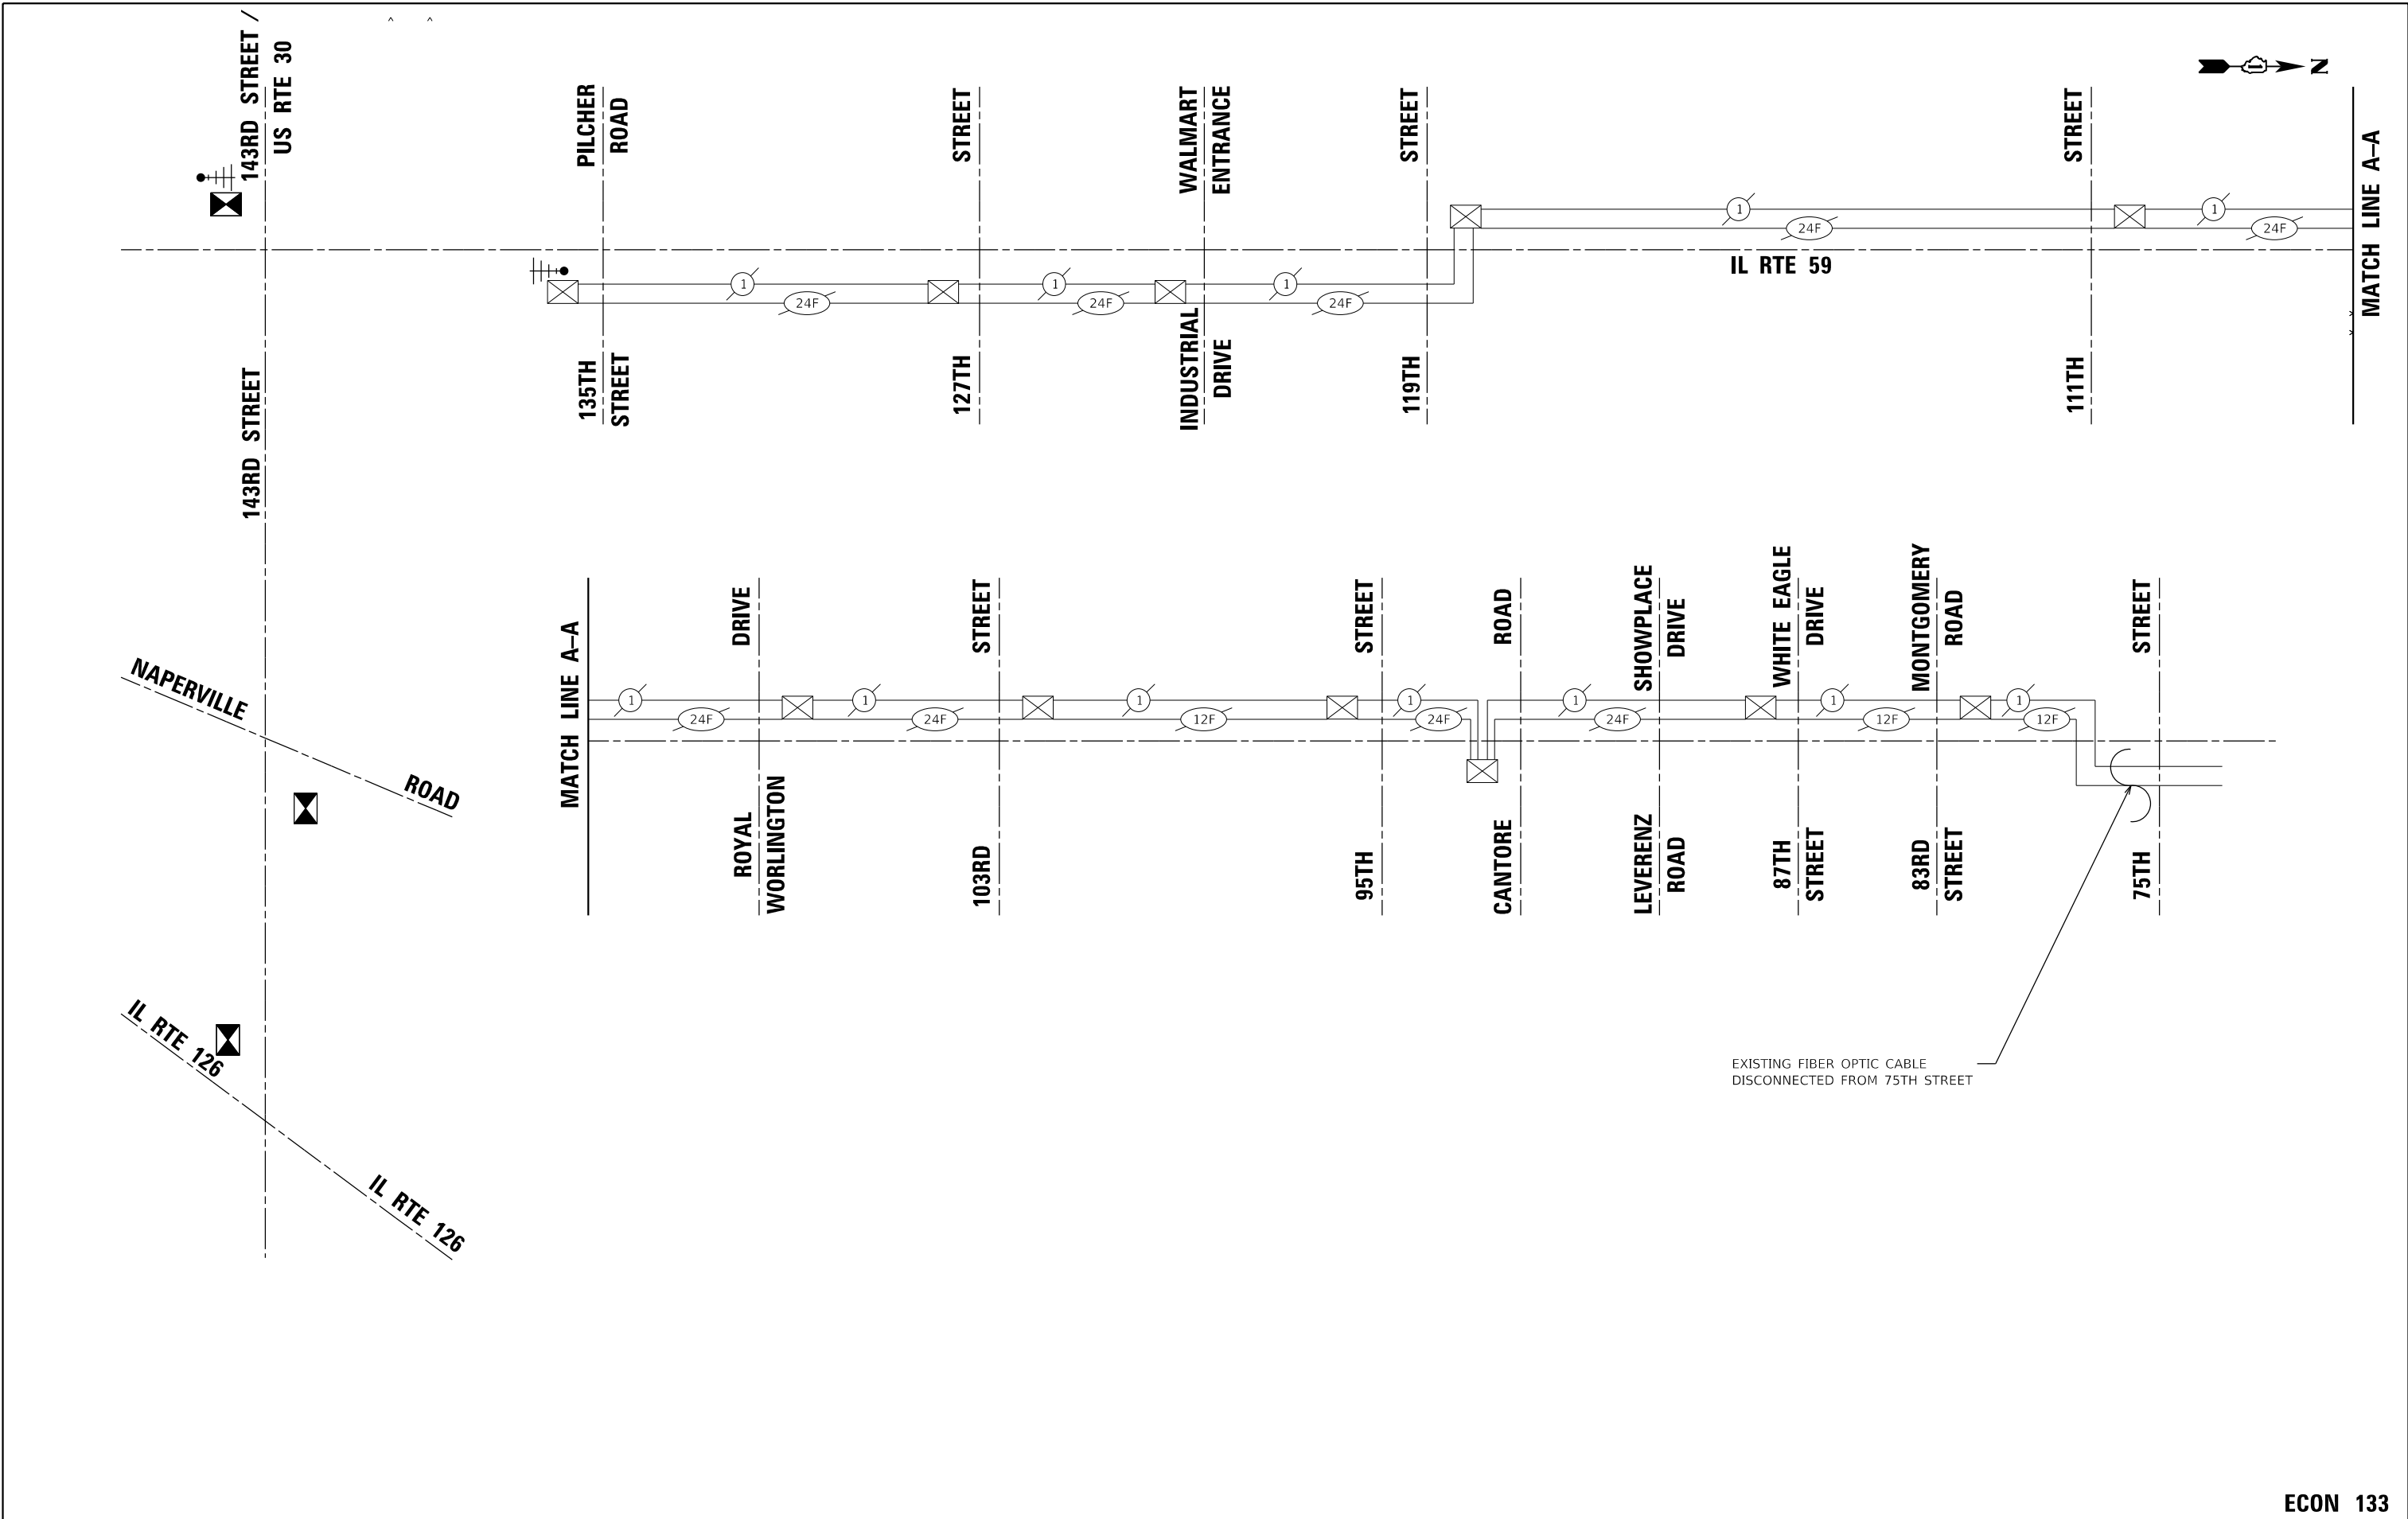 143RD STREET /
US RTE 30
PILCHER
ROAD
STREET
WALMART
ENTRANCE
STREET
STREET
N
MATCH LINE A–A
1
24F
1
24F
1
24F
1
24F
1
24F
IL RTE 59
135TH
STREET
127TH
INDUSTRIAL
DRIVE
119TH
111TH
143RD STREET
NAPERVILLE
ROAD
IL RTE 126
IL RTE 126
MATCH LINE A–A
DRIVE
STREET
STREET
ROAD
SHOWPLACE
DRIVE
WHITE EAGLE
DRIVE
MONTGOMERY
ROAD
STREET
1
24F
1
24F
1
12F
1
24F
1
24F
1
12F
1
12F
ROYAL
WORLINGTON
103RD
95TH
CANTORE
LEVERENZ
ROAD
87TH
STREET
83RD
STREET
75TH
EXISTING FIBER OPTIC CABLE
DISCONNECTED FROM 75TH STREET
ECON 133